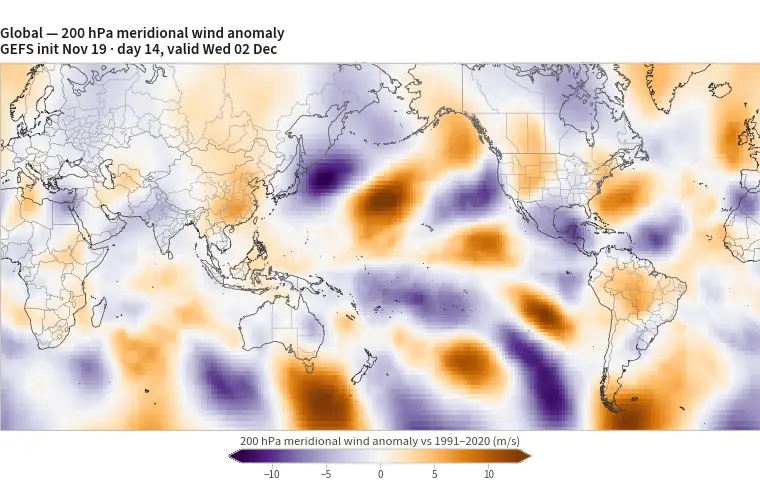 Global — 200 hPa meridional wind anomaly
GEFS init Nov 19 · day 14, valid Wed 02 Dec
200 hPa meridional wind anomaly vs 1991–2020 (m/s)
−10 −5 0 5 10